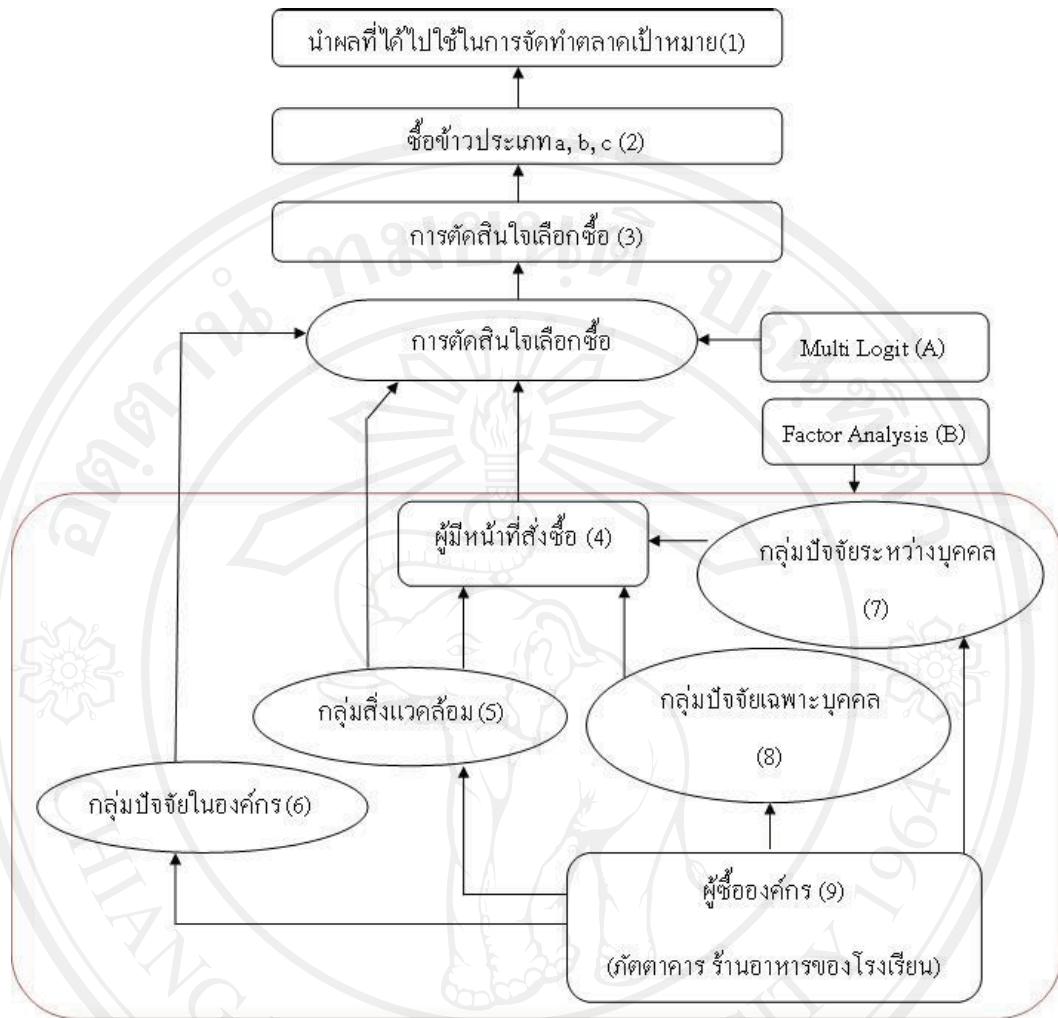 นำผลที่ได้ไปใช้ในการจัดทำตลาดเป้าหมาย(1)
ซื้อข้าวประเภทa, b, c (2)
การตัดสินใจเลือกซื้อ (3)
การตัดสินใจเลือกซื้อ
Multi Logit (A)
Factor Analysis (B)
ผู้มีหน้าที่สั่งซื้อ (4)
กลุ่มปัจจัยระหว่างบุคคล
(7)
กลุ่มสิ่งแวดล้อม(5)
กลุ่มปัจจัยเฉพาะบุคคล
(8)
กลุ่มปัจจัยในองค์กร(6)
ผู้ซื้อองค์กร (9)
(ภัตตาคาร ร้านอาหารของโรงเรียน)
1964